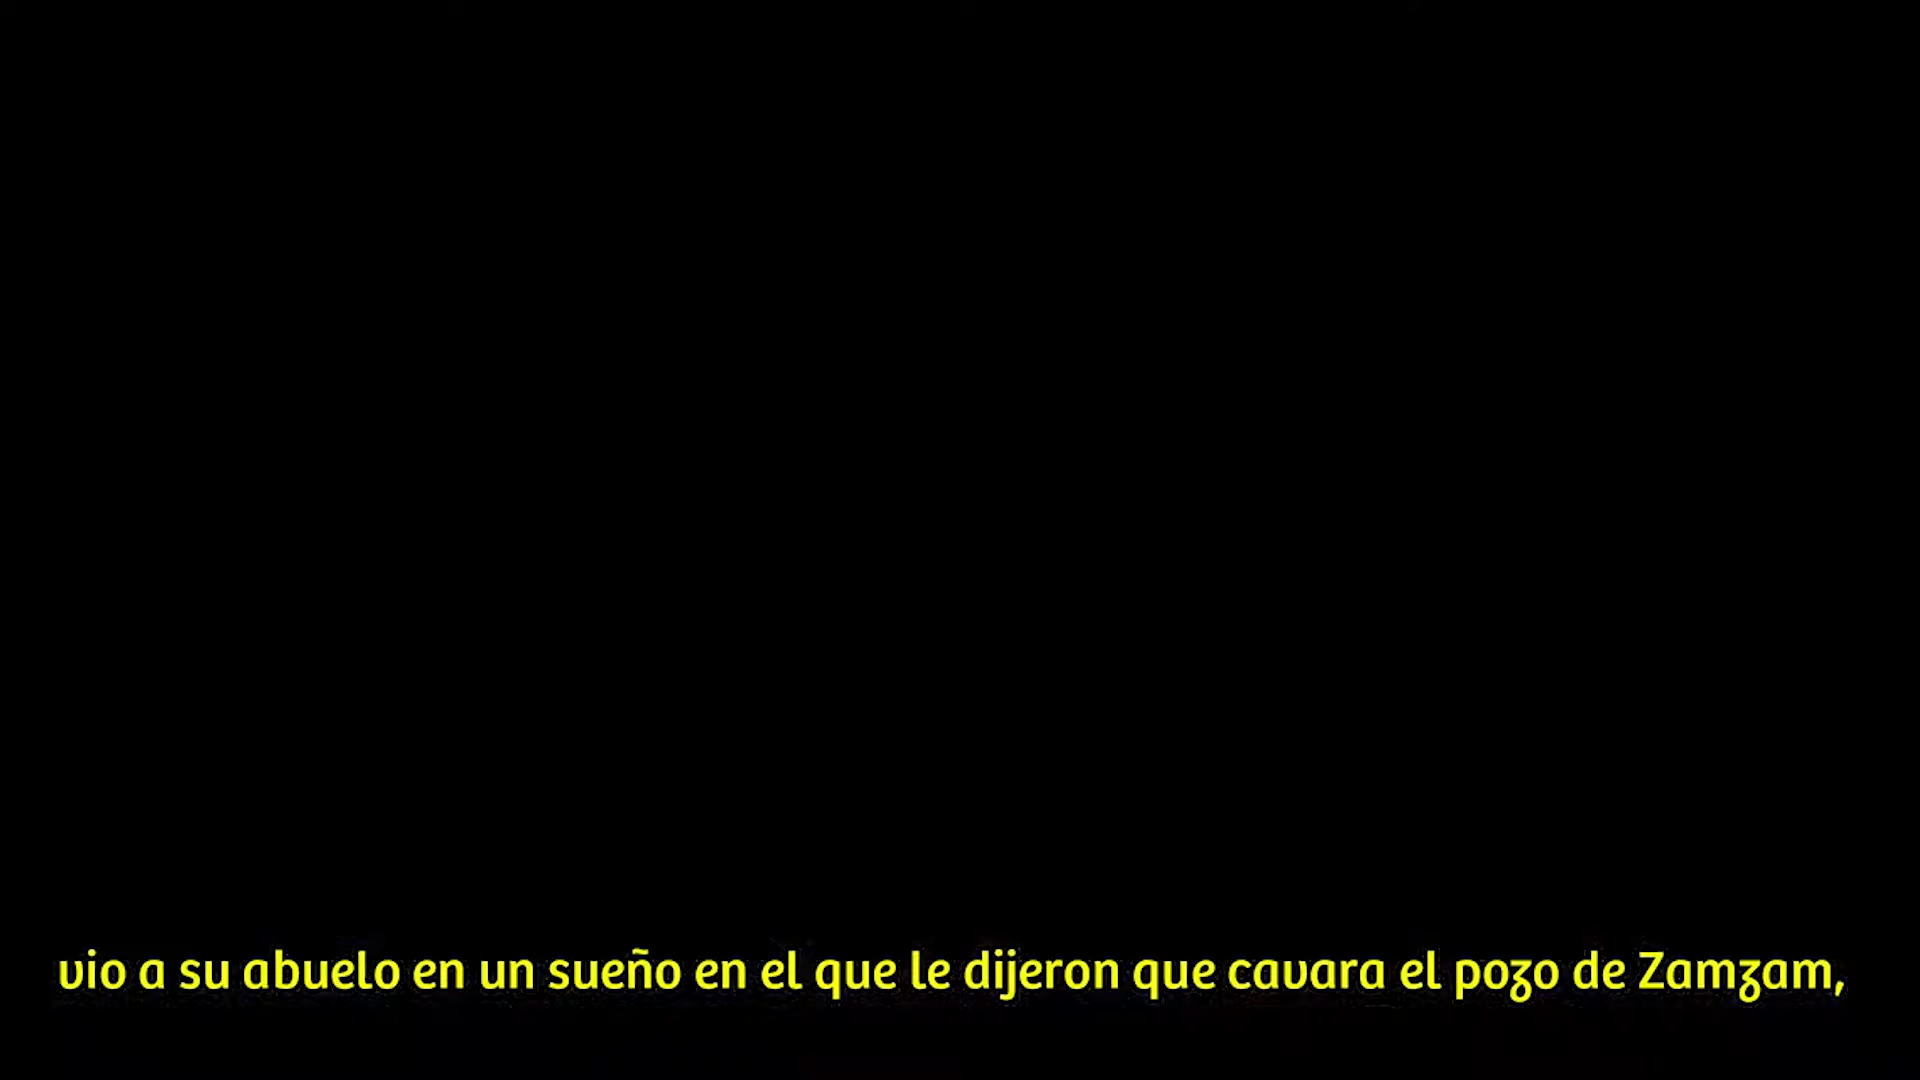 vio a su abuelo en un sueño en el que le dijeron que cavara el pozo de Zamzam,